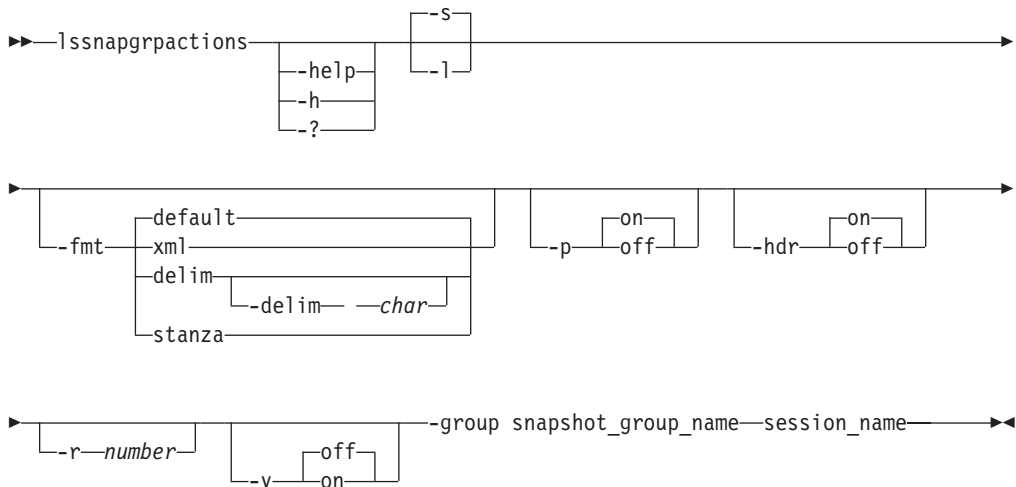 -s
lssnapgrpactions
-help
-l
-h
-?
default
on
on
-fmt
xml
-p
off
-hdr
off
delim
-delim char
stanza
-group snapshot_group_name session_name
-r number
off
-v
on